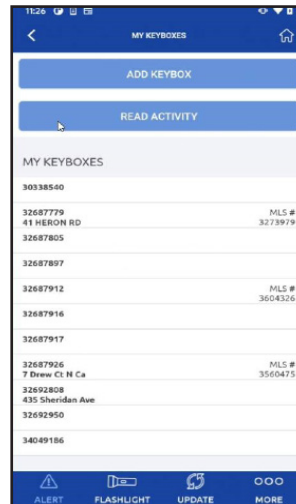 11:26
MY KEYBOXES
ADD KEYBOX
READ ACTIVITY
MY KEYBOXES
30338540
32687779 MLS #
41 HERON RD 3273979
32687805
32687897
32687912 MLS #
3604326
32687916
32687917
32687926 MLS #
7 Drew Ct N Ca 3560475
32692808
435 Sheridan Ave
32692950
34049186
ALERT FLASHLIGHT UPDATE MORE